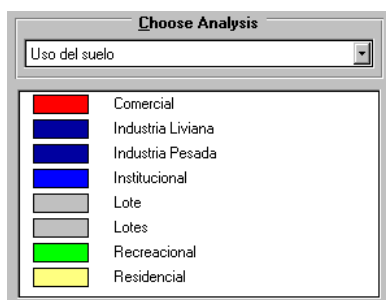 Choose Analysis
Uso del suelo
Comercial
Industria Liviana
Industria Pesada
Institucional
Lote
Lotes
Recreacional
Residencial